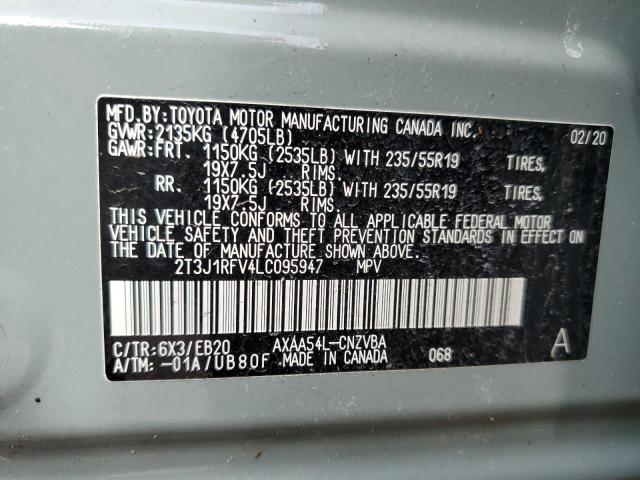 MFD.BY:TOYOTA MOTOR MANUFACTURING CANADA INC. 02/20
GVWR:2135KG (4705LB)
GAWR:FRT. 1150KG (2535LB) WITH 235/55R19 TIRES,
19X7.5J RIMS.
RR. 1150KG (2535LB) WITH 235/55R19 TIRES,
19X7.5J RIMS.
THIS VEHICLE CONFORMS TO ALL APPLICABLE FEDERAL MOTOR
VEHICLE SAFETY AND BUMPER STANDARDS IN EFFECT ON
THE DATE OF MANUFACTURE SHOWN ABOVE.
2T3J1RFV4LC095947 MPV
C/TR:6X3/EB20 AXAA54L-CNZVBA A
A/TM: -01A/UB80F MADE IN CANADA 068